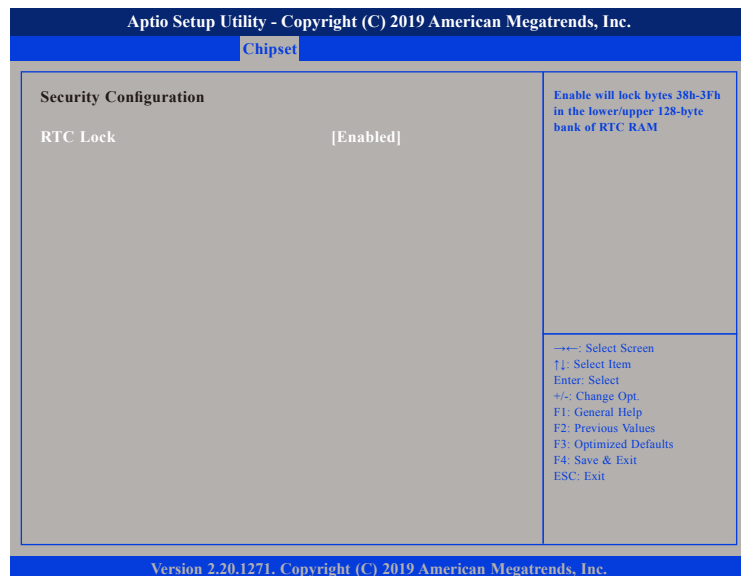 Aptio Setup Utility - Copyright (C) 2019 American Megatrends, Inc.
Chipset
Security Configuration
RTC Lock [Enabled]
Enable will lock bytes 38h-3Fh
in the lower/upper 128-byte
bank of RTC RAM
→←: Select Screen
↑↓: Select Item
Enter: Select
+/-: Change Opt.
F1: General Help
F2: Previous Values
F3: Optimized Defaults
F4: Save & Exit
ESC: Exit
Version 2.20.1271. Copyright (C) 2019 American Megatrends, Inc.